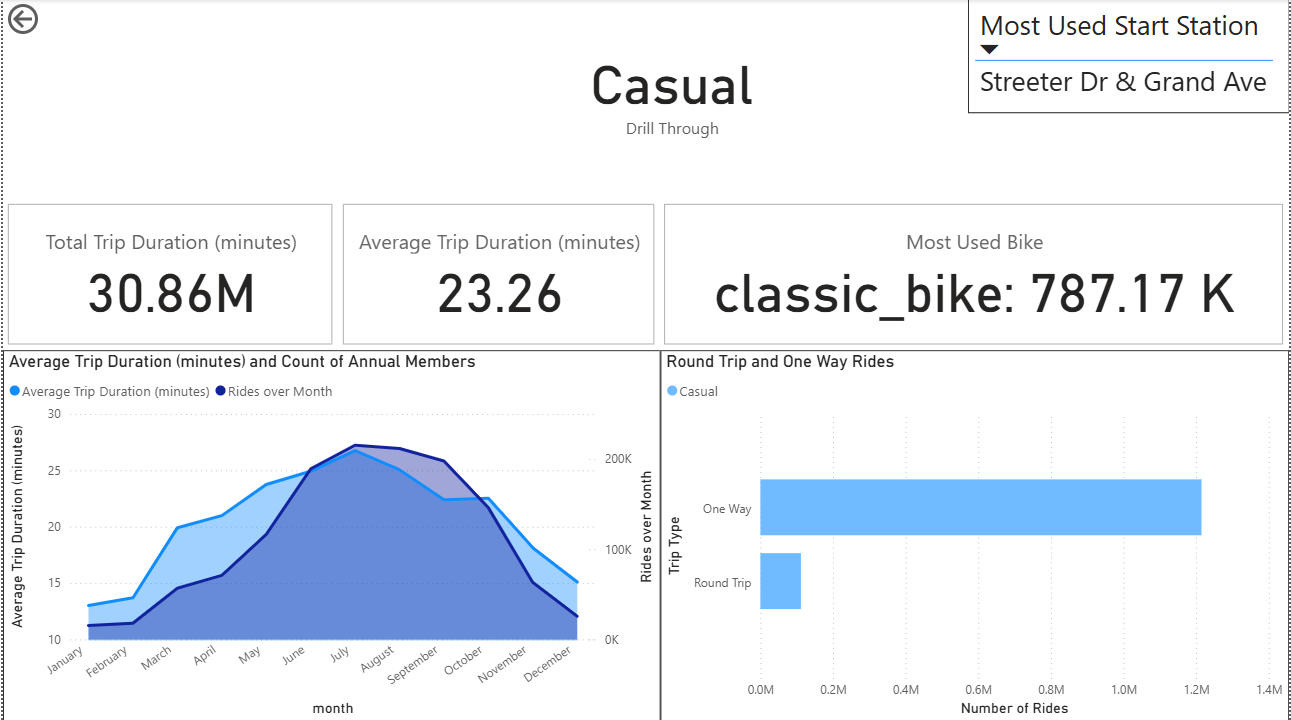 Most Used Start Station
Streeter Dr & Grand Ave
Casual
Drill Through
Total Trip Duration (minutes)
30.86M
Average Trip Duration (minutes)
23.26
Most Used Bike
classic_bike: 787.17 K
Average Trip Duration (minutes) and Count of Annual Members
Average Trip Duration (minutes) Rides over Month
Average Trip Duration (minutes)
30
25
20
15
10
200K
100K
0K
Rides over Month
January February March April May June July August September October November December
month
Round Trip and One Way Rides
Casual
Trip Type
One Way
Round Trip
0.0M 0.2M 0.4M 0.6M 0.8M 1.0M 1.2M 1.4M
Number of Rides